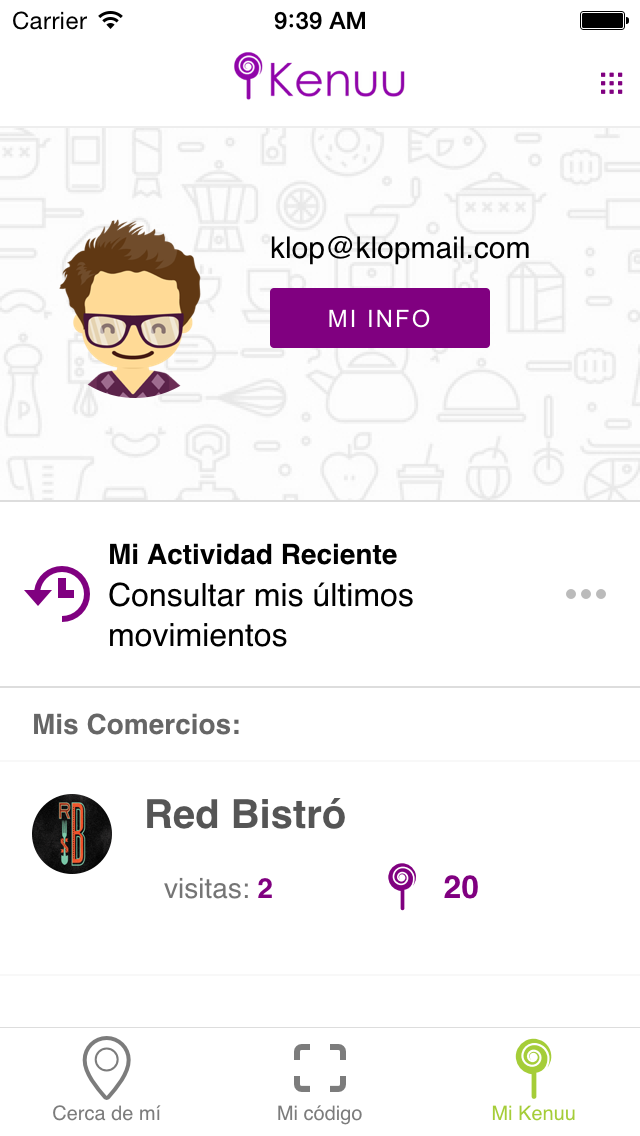 Carrier 9:39 AM
Kenuu
klop@klopmail.com
MI INFO
Mi Actividad Reciente
Consultar mis últimos
movimientos
Mis Comercios:
Red Bistró
visitas: 2 20
Cerca de mí Mi código Mi Kenuu